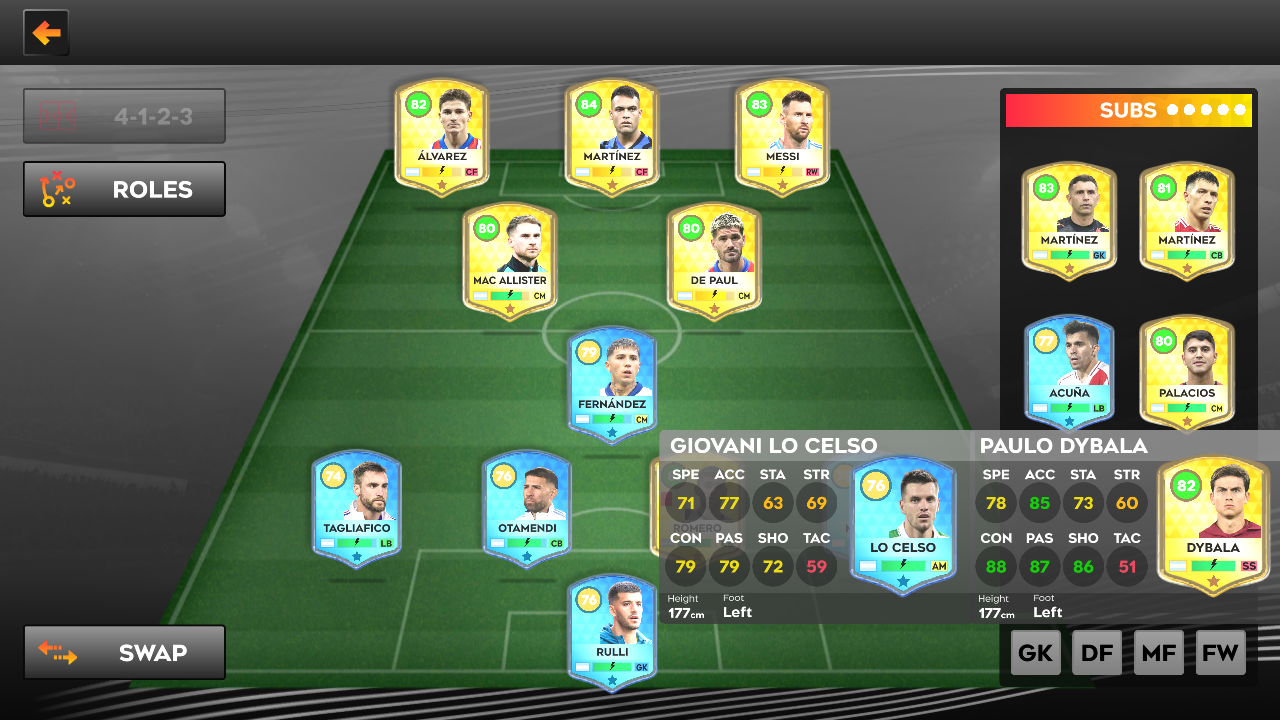 4-1-2-3
ROLES
SUBS
82
ÁLVAREZ
CF
84
MARTÍNEZ
CF
83
MESSI
RW
80
MAC ALLISTER
CM
80
DE PAUL
CM
79
FERNÁNDEZ
CM
74
TAGLIAFICO
LB
76
OTAMENDI
CB
ROMERO
76
RULLI
GK
83
MARTÍNEZ
GK
81
MARTÍNEZ
CB
77
ACUÑA
LB
80
PALACIOS
CM
GIOVANI LO CELSO
SPE ACC STA STR
71 77 63 69
CON PAS SHO TAC
79 79 72 59
Height Foot
177cm Left
76
LO CELSO
AM
PAULO DYBALA
SPE ACC STA STR
78 85 73 60
CON PAS SHO TAC
88 87 86 51
Height Foot
177cm Left
82
DYBALA
SS
SWAP
GK DF MF FW